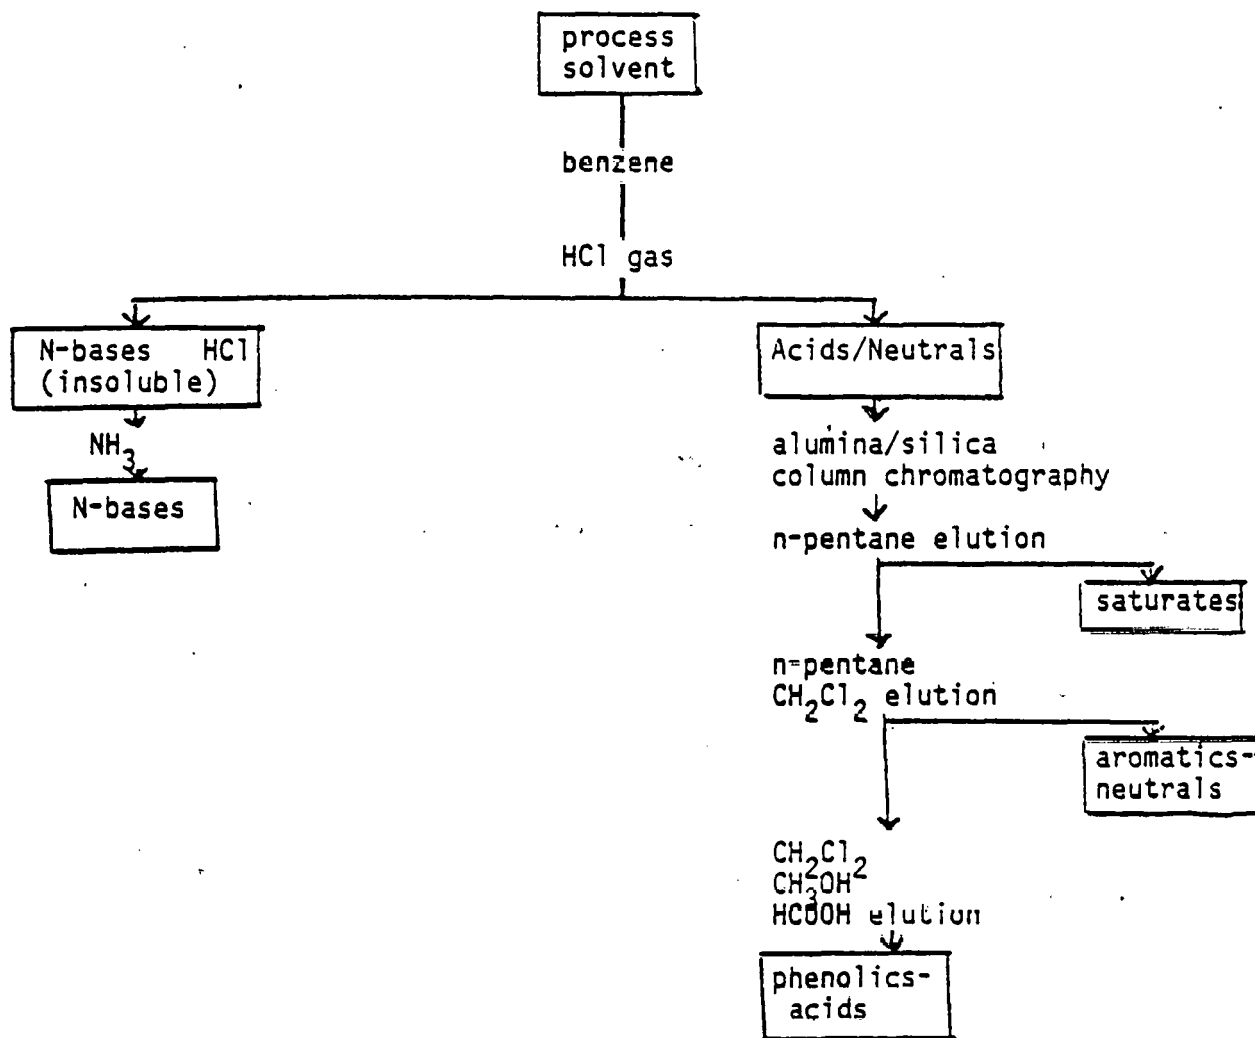 process
solvent
benzene
HCl gas
N-bases HCl
(insoluble)
NH3
N-bases
Acids/Neutrals
alumina/silica
column chromatography
n-pentane elution
saturates
n=pentane
CH2Cl2 elution
aromatics-
neutrals
CH2Cl2
CH3OH
HCOOH elution
phenolics-
acids